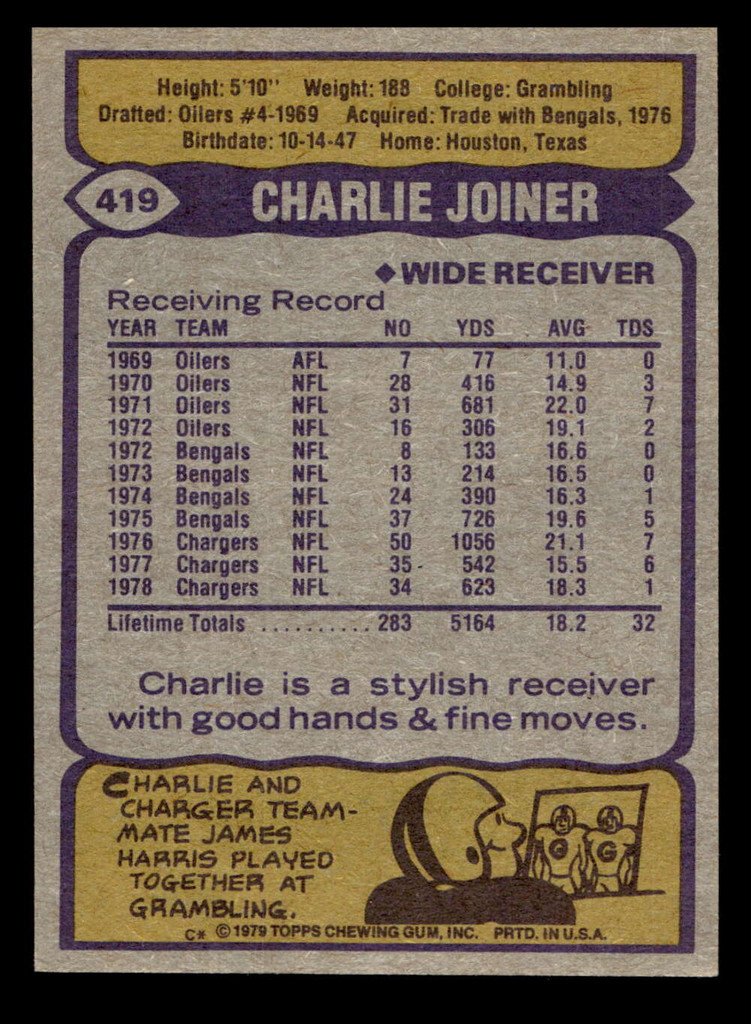 Height: 5'10" Weight: 188 College: Grambling
Drafted: Oilers #4-1969 Acquired: Trade with Bengals, 1976
Birthdate: 10-14-47 Home: Houston, Texas
419 CHARLIE JOINER
◆WIDE RECEIVER
Receiving Record
YEAR TEAM NO YDS AVG TDS
1969 Oilers AFL 7 77 11.0 0
1970 Oilers NFL 28 416 14.9 3
1971 Oilers NFL 31 681 22.0 7
1972 Oilers NFL 16 306 19.1 2
1972 Bengals NFL 8 133 16.6 0
1973 Bengals NFL 13 214 16.5 0
1974 Bengals NFL 24 390 16.3 1
1975 Bengals NFL 37 726 19.6 5
1976 Chargers NFL 50 1056 21.1 7
1977 Chargers NFL 35 542 15.5 6
1978 Chargers NFL 34 623 18.3 1
Lifetime Totals .......... 283 5164 18.2 32
Charlie is a stylish receiver
with good hands & fine moves.
CHARLIE AND
CHARGER TEAM-
MATE JAMES
HARRIS PLAYED
TOGETHER AT
GRAMBLING.
G G
C* ©1979 TOPPS CHEWING GUM, INC. PRTD. IN U.S.A.